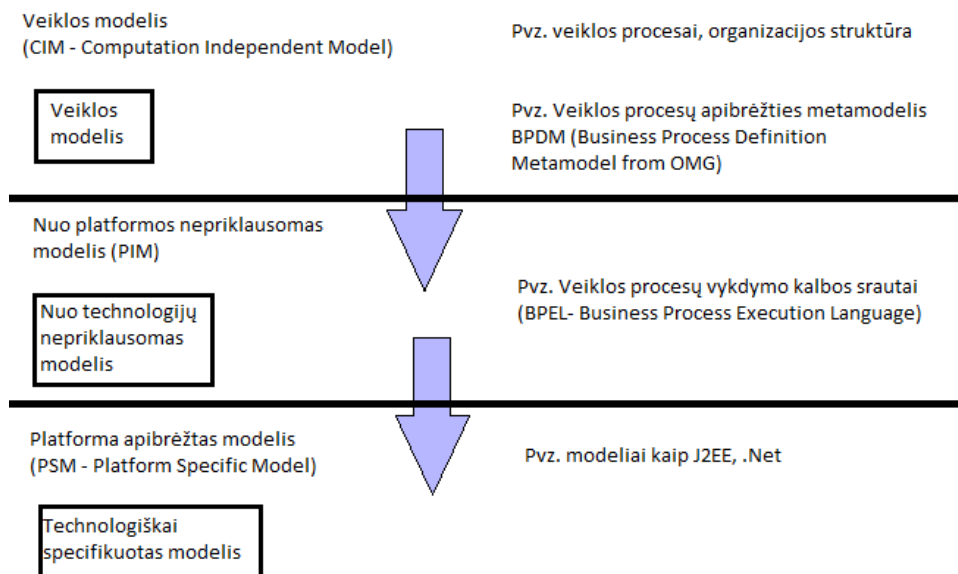 Veiklos modelis
(CIM - Computation Independent Model)
Pvz. veiklos procesai, organizacijos struktūra
Veiklos
modelis
Pvz. Veiklos procesų apibrėžties metamodelis
BPDM (Business Process Definition
Metamodel from OMG)
Nuo platformos nepriklausomas
modelis (PIM)
Nuo technologijų
nepriklausomas
modelis
Pvz. Veiklos procesų vykdymo kalbos srautai
(BPEL- Business Process Execution Language)
Platforma apibrėžtas modelis
(PSM - Platform Specific Model)
Pvz. modeliai kaip J2EE, .Net
Technologiškai
specifikuotas modelis